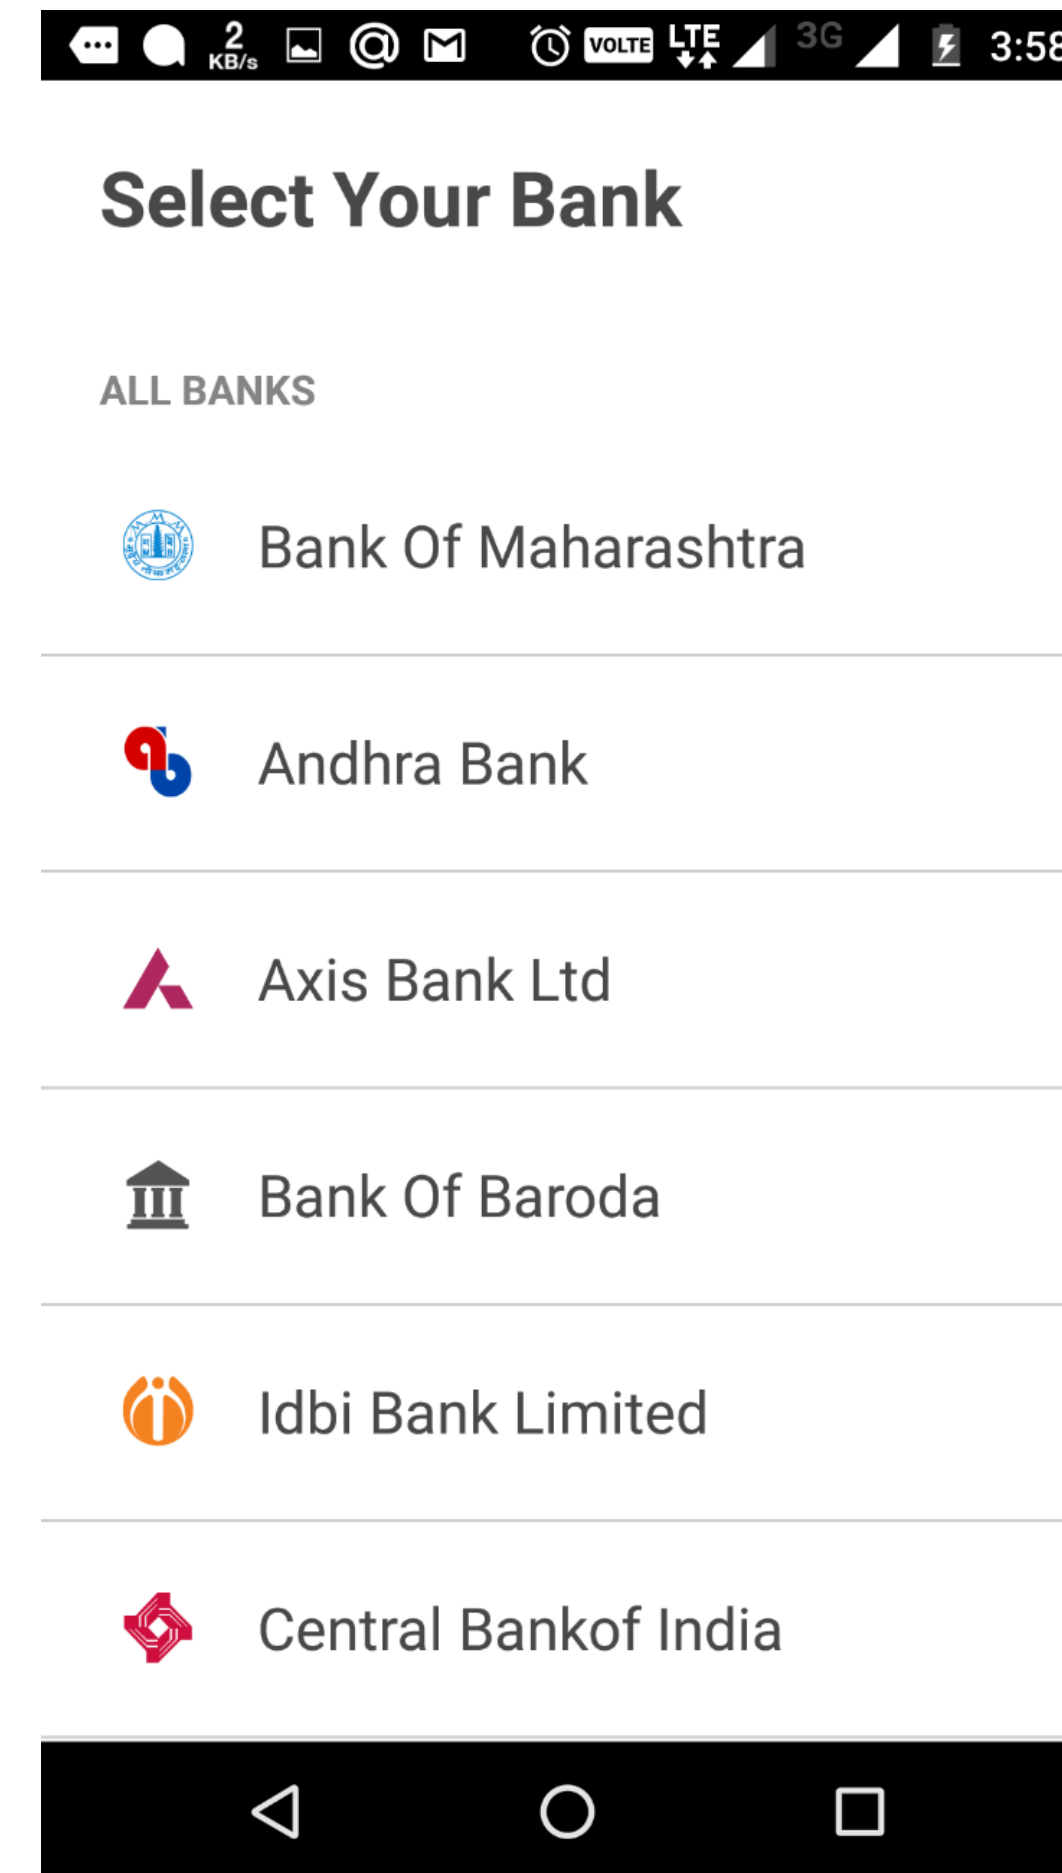 2
KB/s
VOLTE
LTE
3G
3:58
Select Your Bank
ALL BANKS
Bank Of Maharashtra
Andhra Bank
Axis Bank Ltd
Bank Of Baroda
Idbi Bank Limited
Central Bankof India